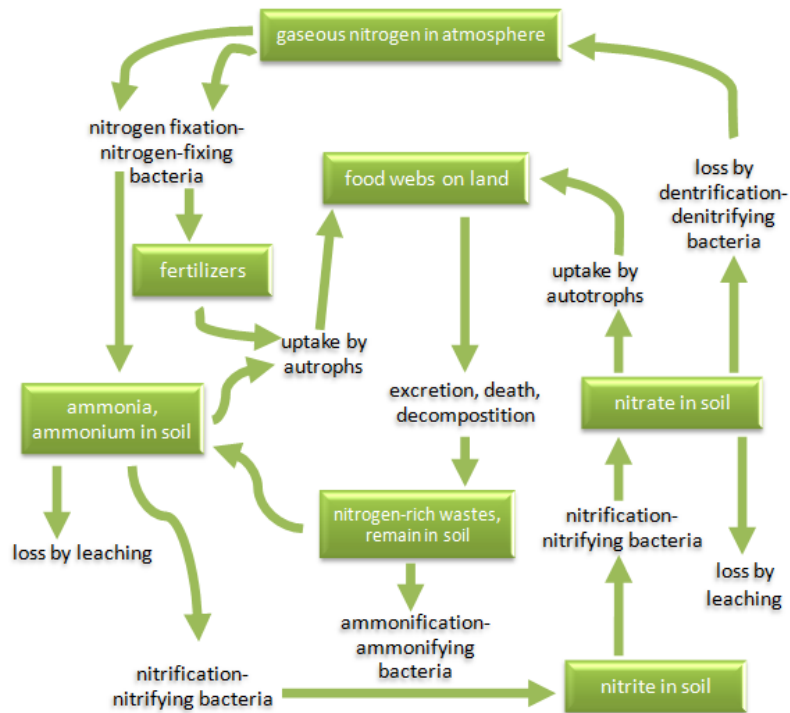 gaseous nitrogen in atmosphere
nitrogen fixation-
nitrogen-fixing
bacteria
food webs on land
loss by
dentrification-
denitrifying
bacteria
fertilizers
uptake by
autotrophs
uptake by
autrophs
ammonia,
ammonium in soil
excretion, death,
decompostition
nitrate in soil
nitrogen-rich wastes,
remain in soil
nitrification-
nitrifying bacteria
loss by leaching
loss by
leaching
ammonification-
ammonifying
bacteria
nitrification-
nitrifying bacteria
nitrite in soil